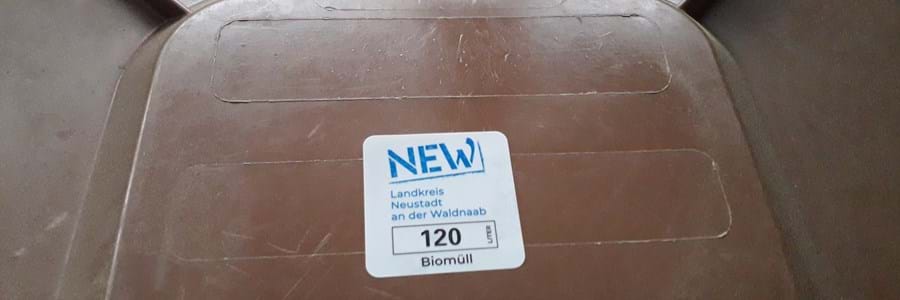 NEW
Landkreis
Neustadt
an der Waldnaab
120 LITER
Biomüll